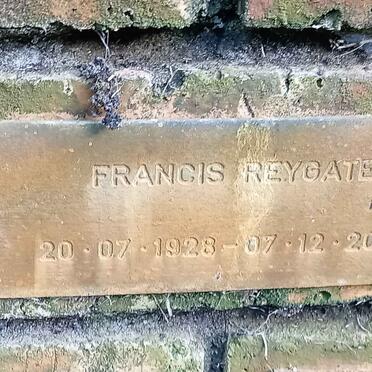 FRANCIS REYGATE
20 · 07 · 1928 – 07 · 12 · 20